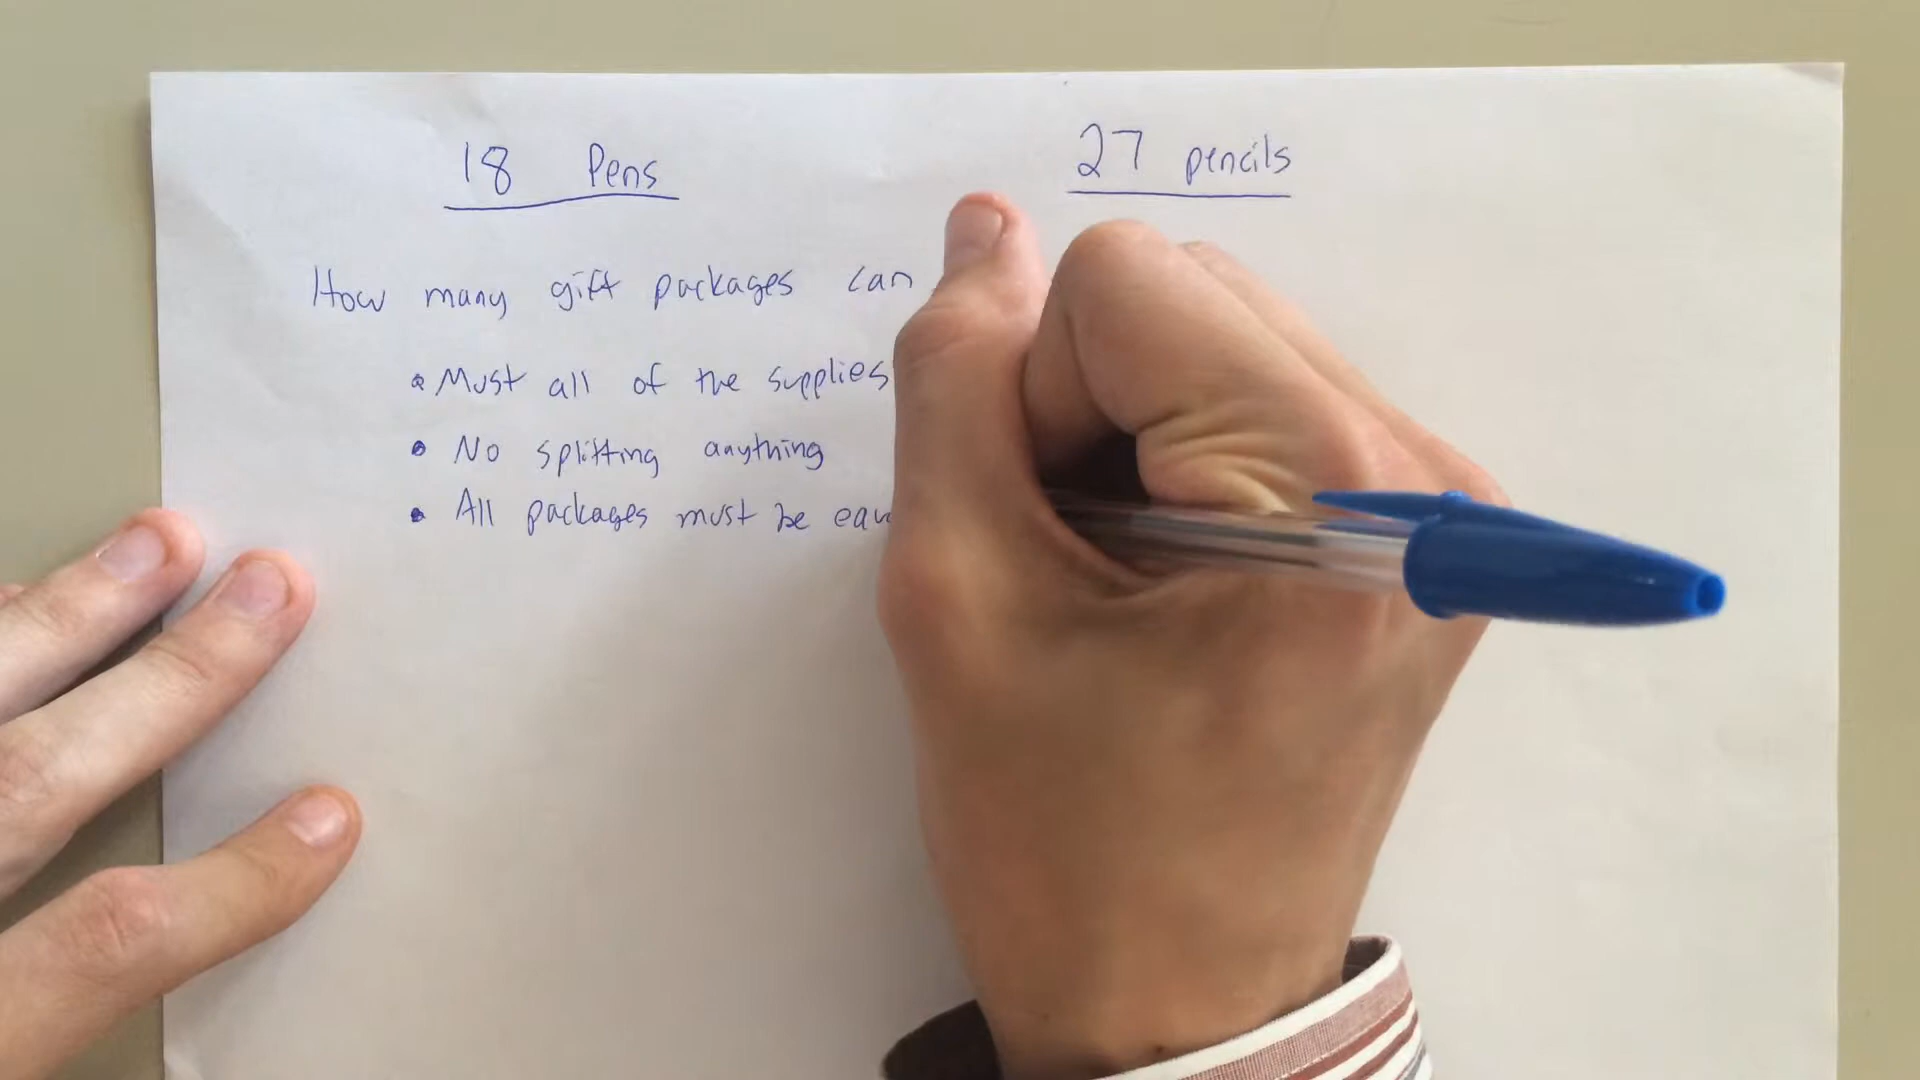 18 Pens 27 pencils
How many gift packages can
• Must all of the supplies
• No splitting anything
• All packages must be